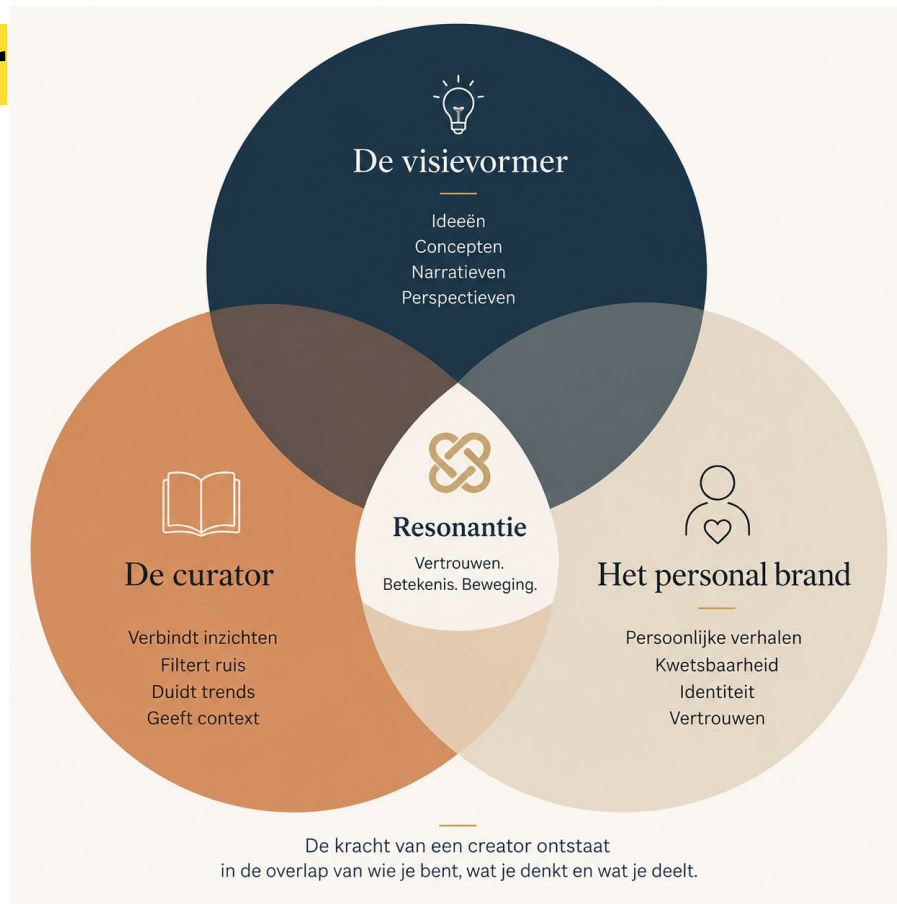 De visievormer
Ideeën
Concepten
Narratieven
Perspectieven
De curator
Verbindt inzichten
Filtert ruis
Duidt trends
Geeft context
Resonantie
Vertrouwen.
Betekenis. Beweging.
Het personal brand
Persoonlijke verhalen
Kwetsbaarheid
Identiteit
Vertrouwen
De kracht van een creator ontstaat
in de overlap van wie je bent, wat je denkt en wat je deelt.